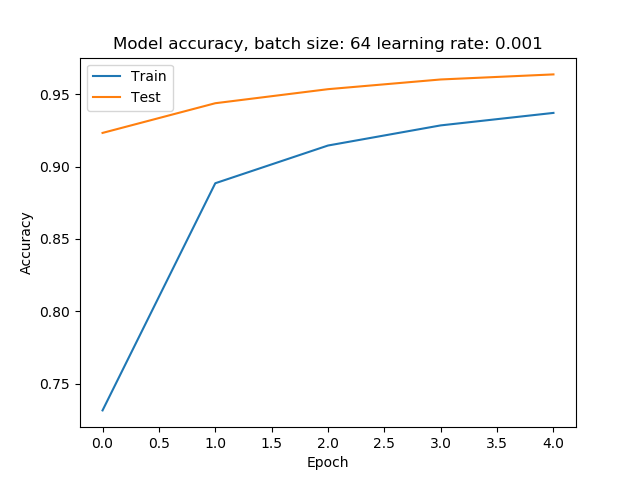 Model accuracy, batch size: 64 learning rate: 0.001
Train
Test
0.95
0.90
0.85
0.80
0.75
Accuracy
0.0 0.5 1.0 1.5 2.0 2.5 3.0 3.5 4.0
Epoch